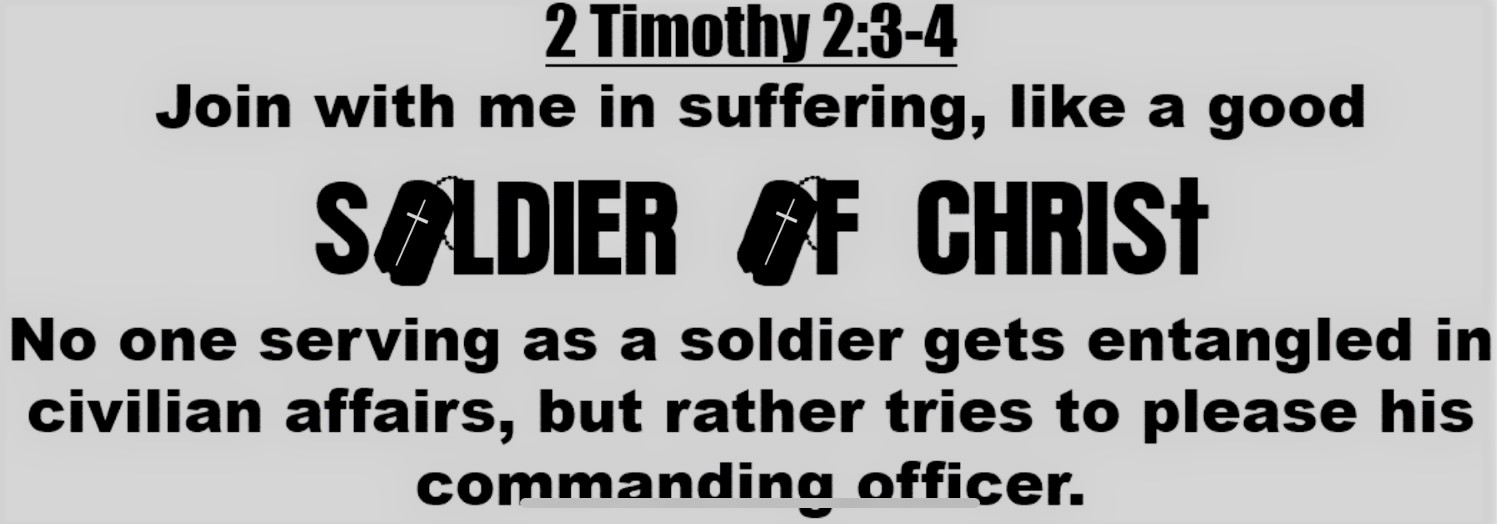 2 Timothy 2:3-4
Join with me in suffering, like a good
SOLDIER OF CHRIST
No one serving as a soldier gets entangled in
civilian affairs, but rather tries to please his
commanding officer.